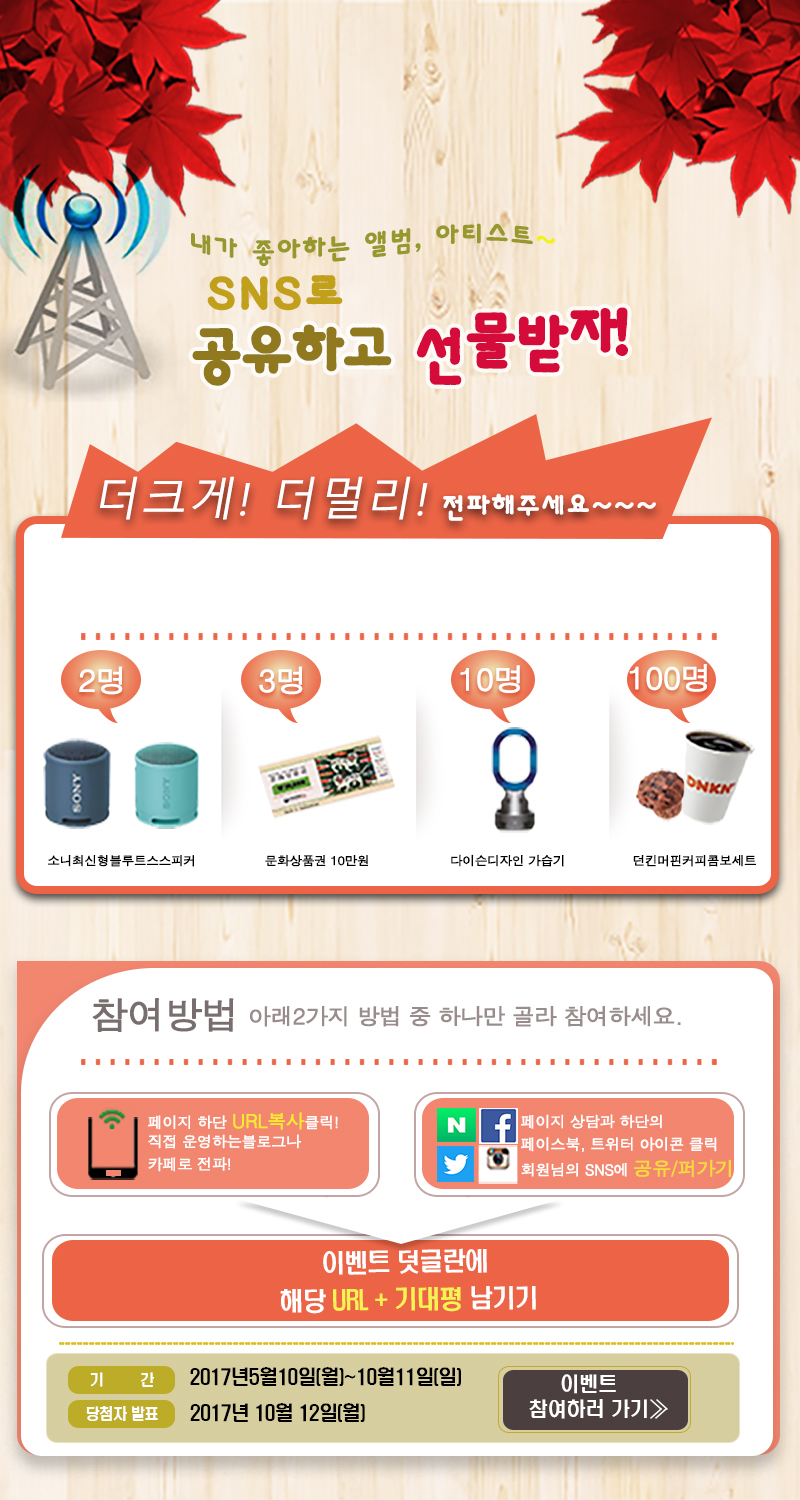 내가 좋아하는 앨범, 아티스트~
SNS로
공유하고 선물받자!
더크게! 더멀리! 전파해주세요~~~
2명
3명
10명
100명
SONY
SONY
DNKN'
소니최신형블루트스스피커
문화상품권 10만원
다이슨디자인 가습기
던킨머핀커피콤보세트
참여방법 아래2가지 방법 중 하나만 골라 참여하세요.
페이지 하단 URL복사클릭!
직접 운영하는블로그나
카페로 전파!
N
f
페이지 상담과 하단의
페이스북, 트위터 아이콘 클릭
회원님의 SNS에 공유/퍼가기
이벤트 덧글란에
해당 URL + 기대평 남기기
기 간
2017년5월10일(월)~10월11일(일)
당첨자 발표
2017년 10월 12일(월)
이벤트
참여하러 가기≫